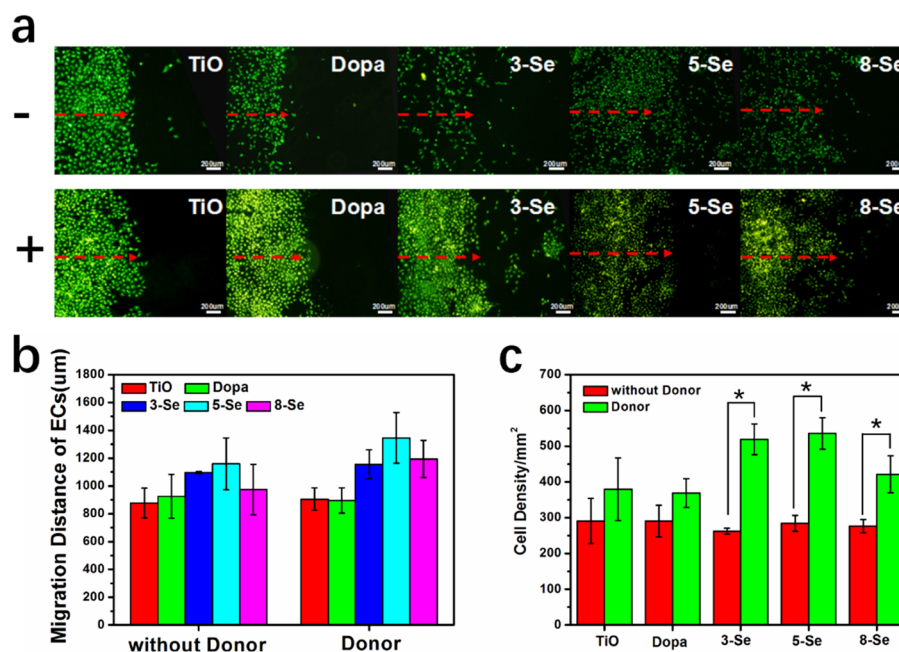 a
TiO Dopa 3-Se 5-Se 8-Se
-
200um 200um 200um 200um 200um
TiO Dopa 3-Se 5-Se 8-Se
+
200um 200um 200um 200um 200um
b
Migration Distance of ECs(um)
1800
1600
1400
1200
1000
800
600
400
200
0
TiO Dopa
3-Se 5-Se 8-Se
without Donor Donor
c
Cell Density/mm²
700
600
500
400
300
200
100
0
without Donor
Donor
* * *
TiO Dopa 3-Se 5-Se 8-Se